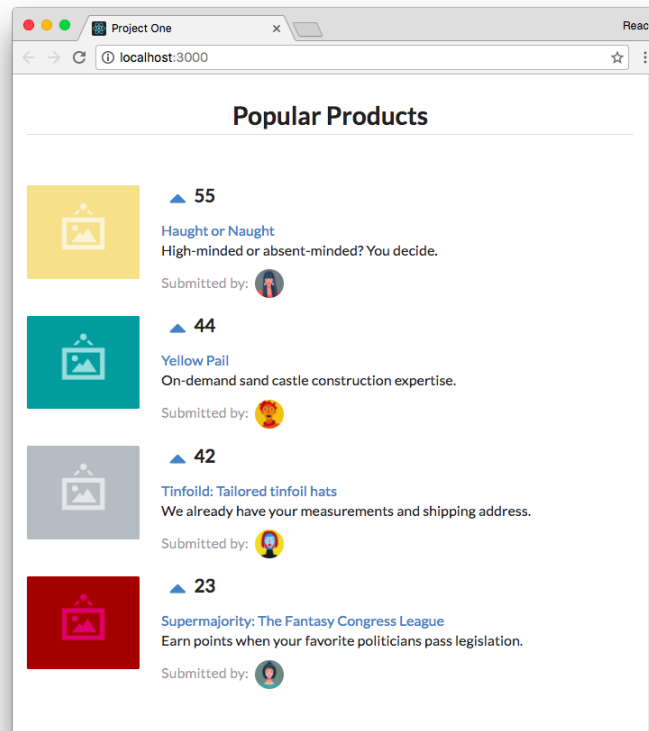 Project One
Reac
localhost:3000
Popular Products
55
Haught or Naught
High-minded or absent-minded? You decide.
Submitted by:
44
Yellow Pail
On-demand sand castle construction expertise.
Submitted by:
42
Tinfoild: Tailored tinfoil hats
We already have your measurements and shipping address.
Submitted by:
23
Supermajority: The Fantasy Congress League
Earn points when your favorite politicians pass legislation.
Submitted by: